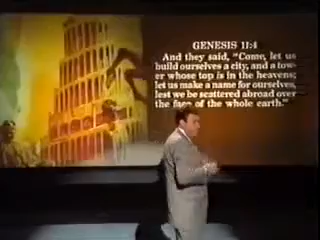 GENESIS 11:4
And they said, "Come, let us
build ourselves a city, and a tow-
er whose top is in the heavens;
let us make a name for ourselves,
lest we be scattered abroad over
the face of the whole earth."